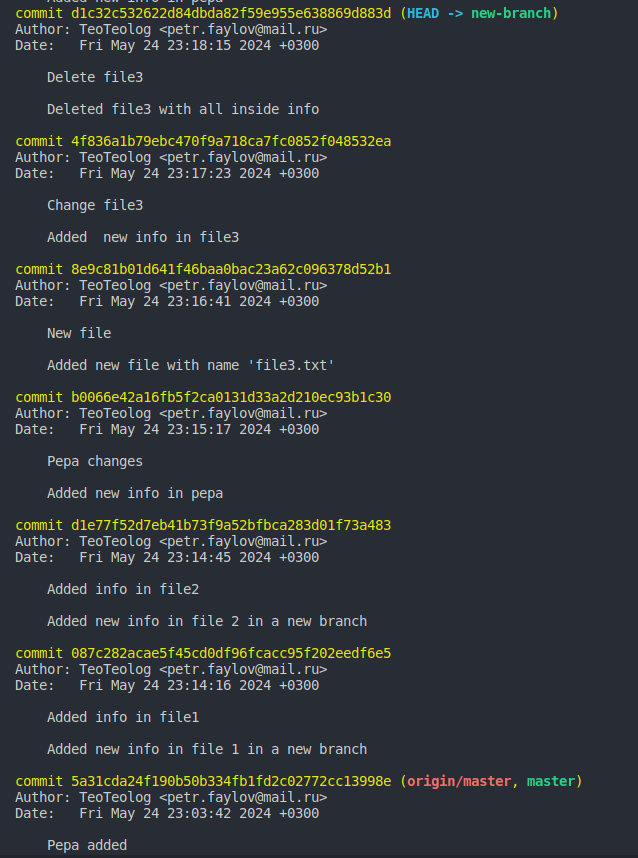 Added new info in pepa
commit d1c32c532622d84dbda82f59e955e638869d883d (HEAD -> new-branch)
Author: TeoTeolog <petr.faylov@mail.ru>
Date:   Fri May 24 23:18:15 2024 +0300
Delete file3
Deleted file3 with all inside info
commit 4f836a1b79ebc470f9a718ca7fc0852f048532ea
Author: TeoTeolog <petr.faylov@mail.ru>
Date:   Fri May 24 23:17:23 2024 +0300
Change file3
Added  new info in file3
commit 8e9c81b01d641f46baa0bac23a62c096378d52b1
Author: TeoTeolog <petr.faylov@mail.ru>
Date:   Fri May 24 23:16:41 2024 +0300
New file
Added new file with name 'file3.txt'
commit b0066e42a16fb5f2ca0131d33a2d210ec93b1c30
Author: TeoTeolog <petr.faylov@mail.ru>
Date:   Fri May 24 23:15:17 2024 +0300
Pepa changes
Added new info in pepa
commit d1e77f52d7eb41b73f9a52bfbca283d01f73a483
Author: TeoTeolog <petr.faylov@mail.ru>
Date:   Fri May 24 23:14:45 2024 +0300
Added info in file2
Added new info in file 2 in a new branch
commit 087c282acae5f45cd0df96fcacc95f202eedf6e5
Author: TeoTeolog <petr.faylov@mail.ru>
Date:   Fri May 24 23:14:16 2024 +0300
Added info in file1
Added new info in file 1 in a new branch
commit 5a31cda24f190b50b334fb1fd2c02772cc13998e (origin/master, master)
Author: TeoTeolog <petr.faylov@mail.ru>
Date:   Fri May 24 23:03:42 2024 +0300
Pepa added